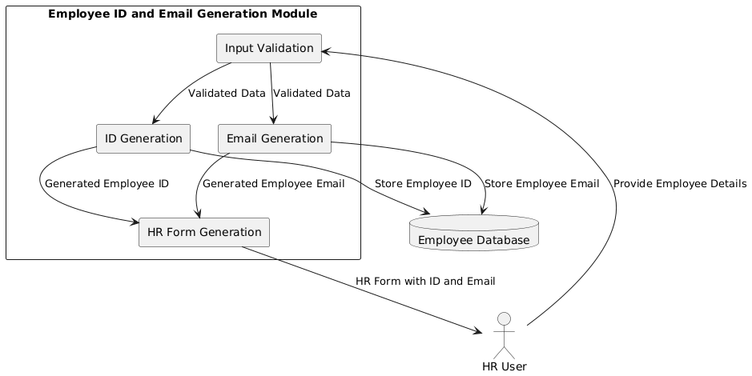 Employee ID and Email Generation Module
Input Validation
Validated Data
Validated Data
ID Generation
Email Generation
Generated Employee ID
Generated Employee Email
Store Employee ID
Store Employee Email
Provide Employee Details
HR Form Generation
Employee Database
HR Form with ID and Email
HR User